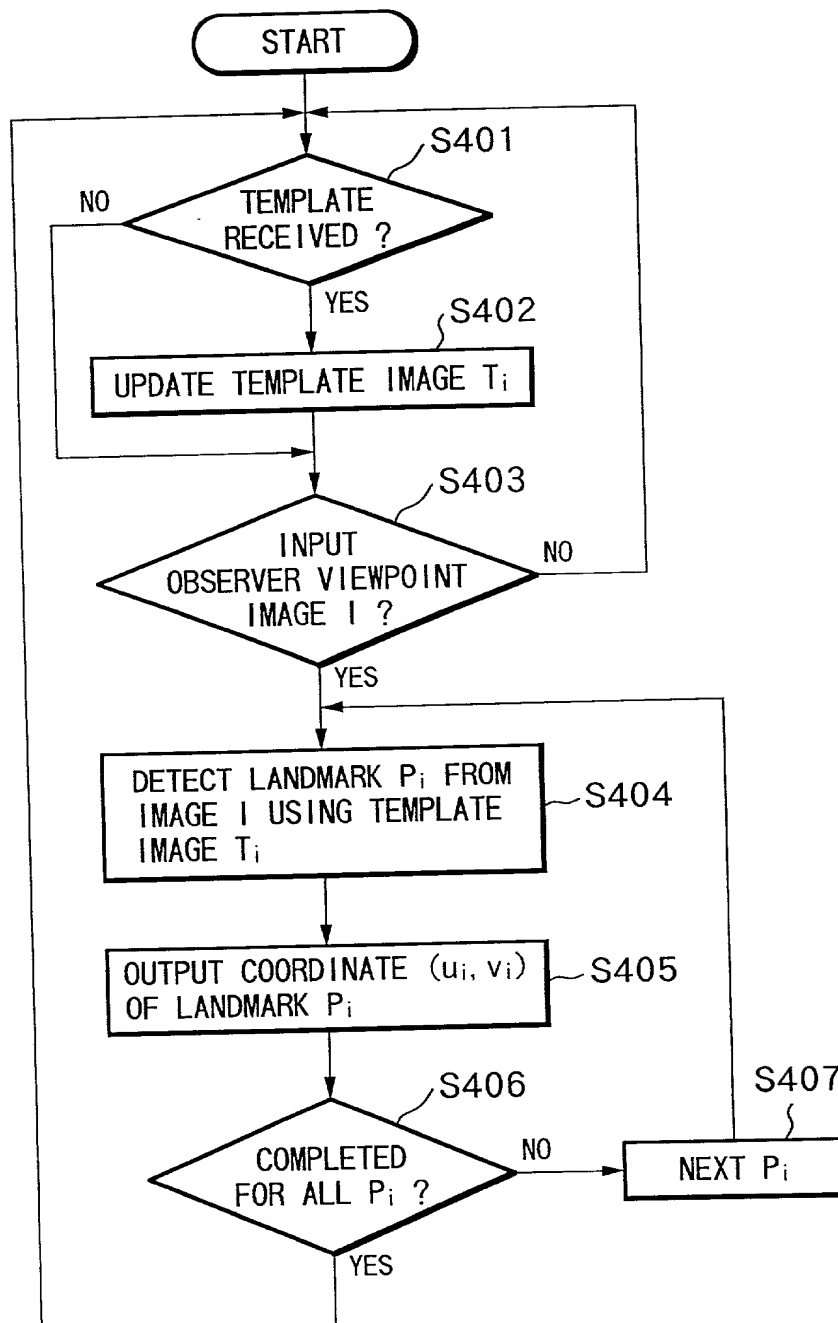 START
S401
NO
TEMPLATE
RECEIVED ?
YES
S402
UPDATE TEMPLATE IMAGE Tᵢ
S403
INPUT
OBSERVER VIEWPOINT
IMAGE I ?
NO
YES
DETECT LANDMARK Pᵢ FROM
IMAGE I USING TEMPLATE
IMAGE Tᵢ
S404
OUTPUT COORDINATE (uᵢ, vᵢ)
OF LANDMARK Pᵢ
S405
S406
S407
COMPLETED
FOR ALL Pᵢ ?
NO
NEXT Pᵢ
YES